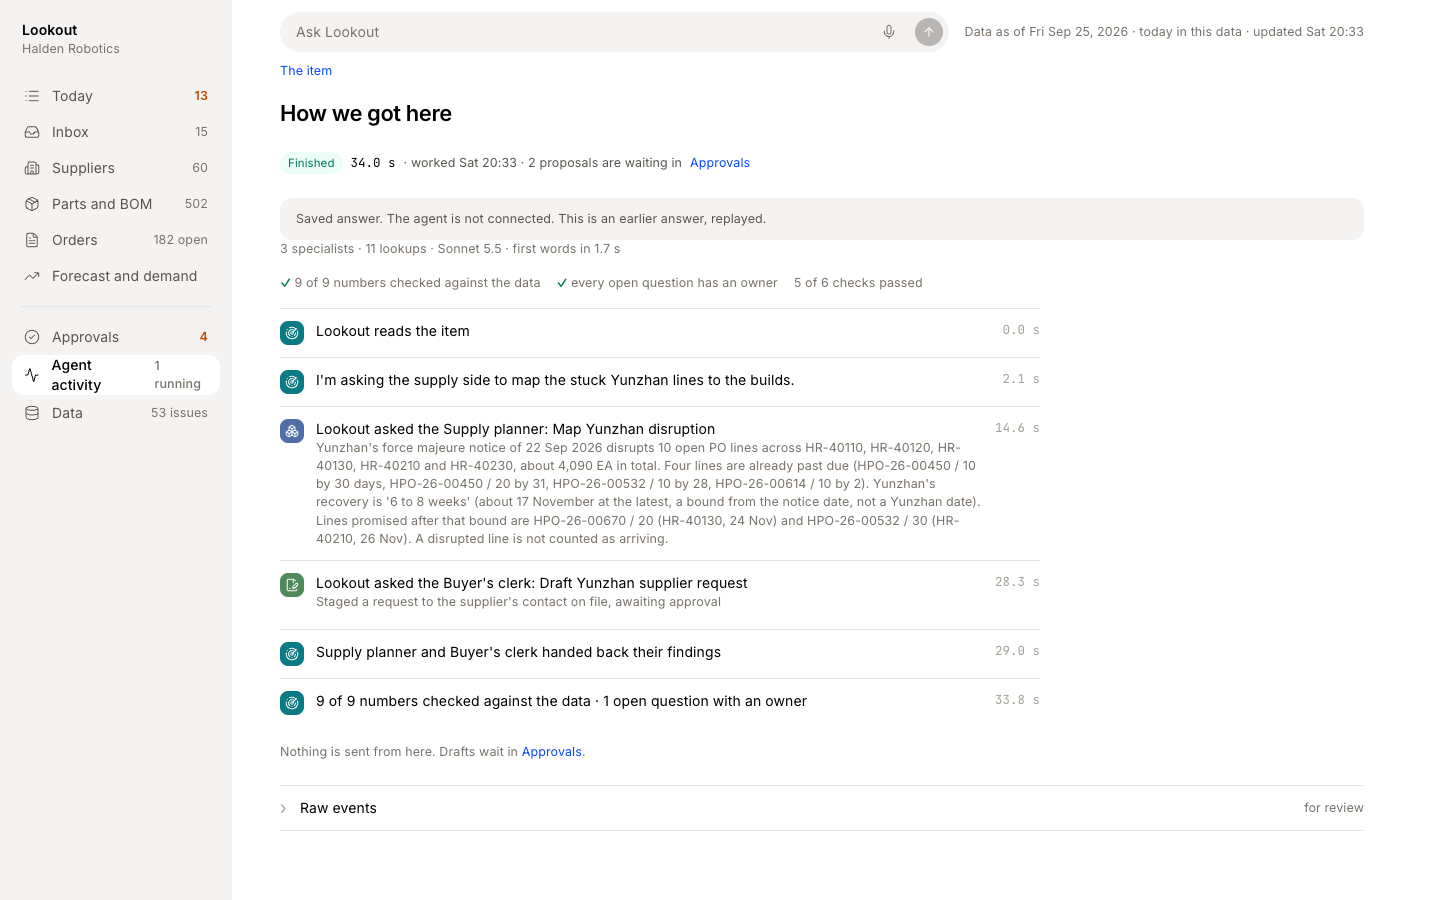 Lookout
Halden Robotics
Today 13
Inbox 15
Suppliers 60
Parts and BOM 502
Orders 182 open
Forecast and demand
Approvals 4
Agent activity 1 running
Data 53 issues
Ask Lookout
Data as of Fri Sep 25, 2026 · today in this data · updated Sat 20:33
The item
How we got here
Finished 34.0 s · worked Sat 20:33 · 2 proposals are waiting in Approvals
Saved answer. The agent is not connected. This is an earlier answer, replayed.
3 specialists · 11 lookups · Sonnet 5.5 · first words in 1.7 s
9 of 9 numbers checked against the data every open question has an owner 5 of 6 checks passed
Lookout reads the item 0.0 s
I'm asking the supply side to map the stuck Yunzhan lines to the builds. 2.1 s
Lookout asked the Supply planner: Map Yunzhan disruption 14.6 s
Yunzhan's force majeure notice of 22 Sep 2026 disrupts 10 open PO lines across HR-40110, HR-40120, HR-
40130, HR-40210 and HR-40230, about 4,090 EA in total. Four lines are already past due (HPO-26-00450 / 10
by 30 days, HPO-26-00450 / 20 by 31, HPO-26-00532 / 10 by 28, HPO-26-00614 / 10 by 2). Yunzhan's
recovery is '6 to 8 weeks' (about 17 November at the latest, a bound from the notice date, not a Yunzhan date).
Lines promised after that bound are HPO-26-00670 / 20 (HR-40130, 24 Nov) and HPO-26-00532 / 30 (HR-
40210, 26 Nov). A disrupted line is not counted as arriving.
Lookout asked the Buyer's clerk: Draft Yunzhan supplier request 28.3 s
Staged a request to the supplier's contact on file, awaiting approval
Supply planner and Buyer's clerk handed back their findings 29.0 s
9 of 9 numbers checked against the data · 1 open question with an owner 33.8 s
Nothing is sent from here. Drafts wait in Approvals.
Raw events for review